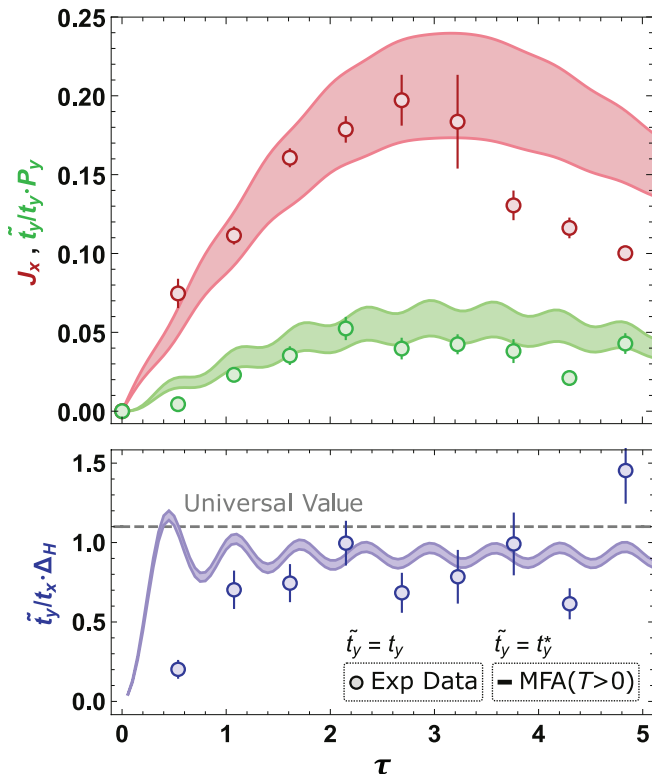 0.25
0.20
0.15
0.10
0.05
0.00
J_x , t̃_y/t_y·P_y
1.5
1.0
0.5
0.0
t̃_y/t_x·Δ_H
Universal Value
t̃_y = t_y
t̃_y = t_y^*
Exp Data
MFA(T>0)
0 1 2 3 4 5
τ